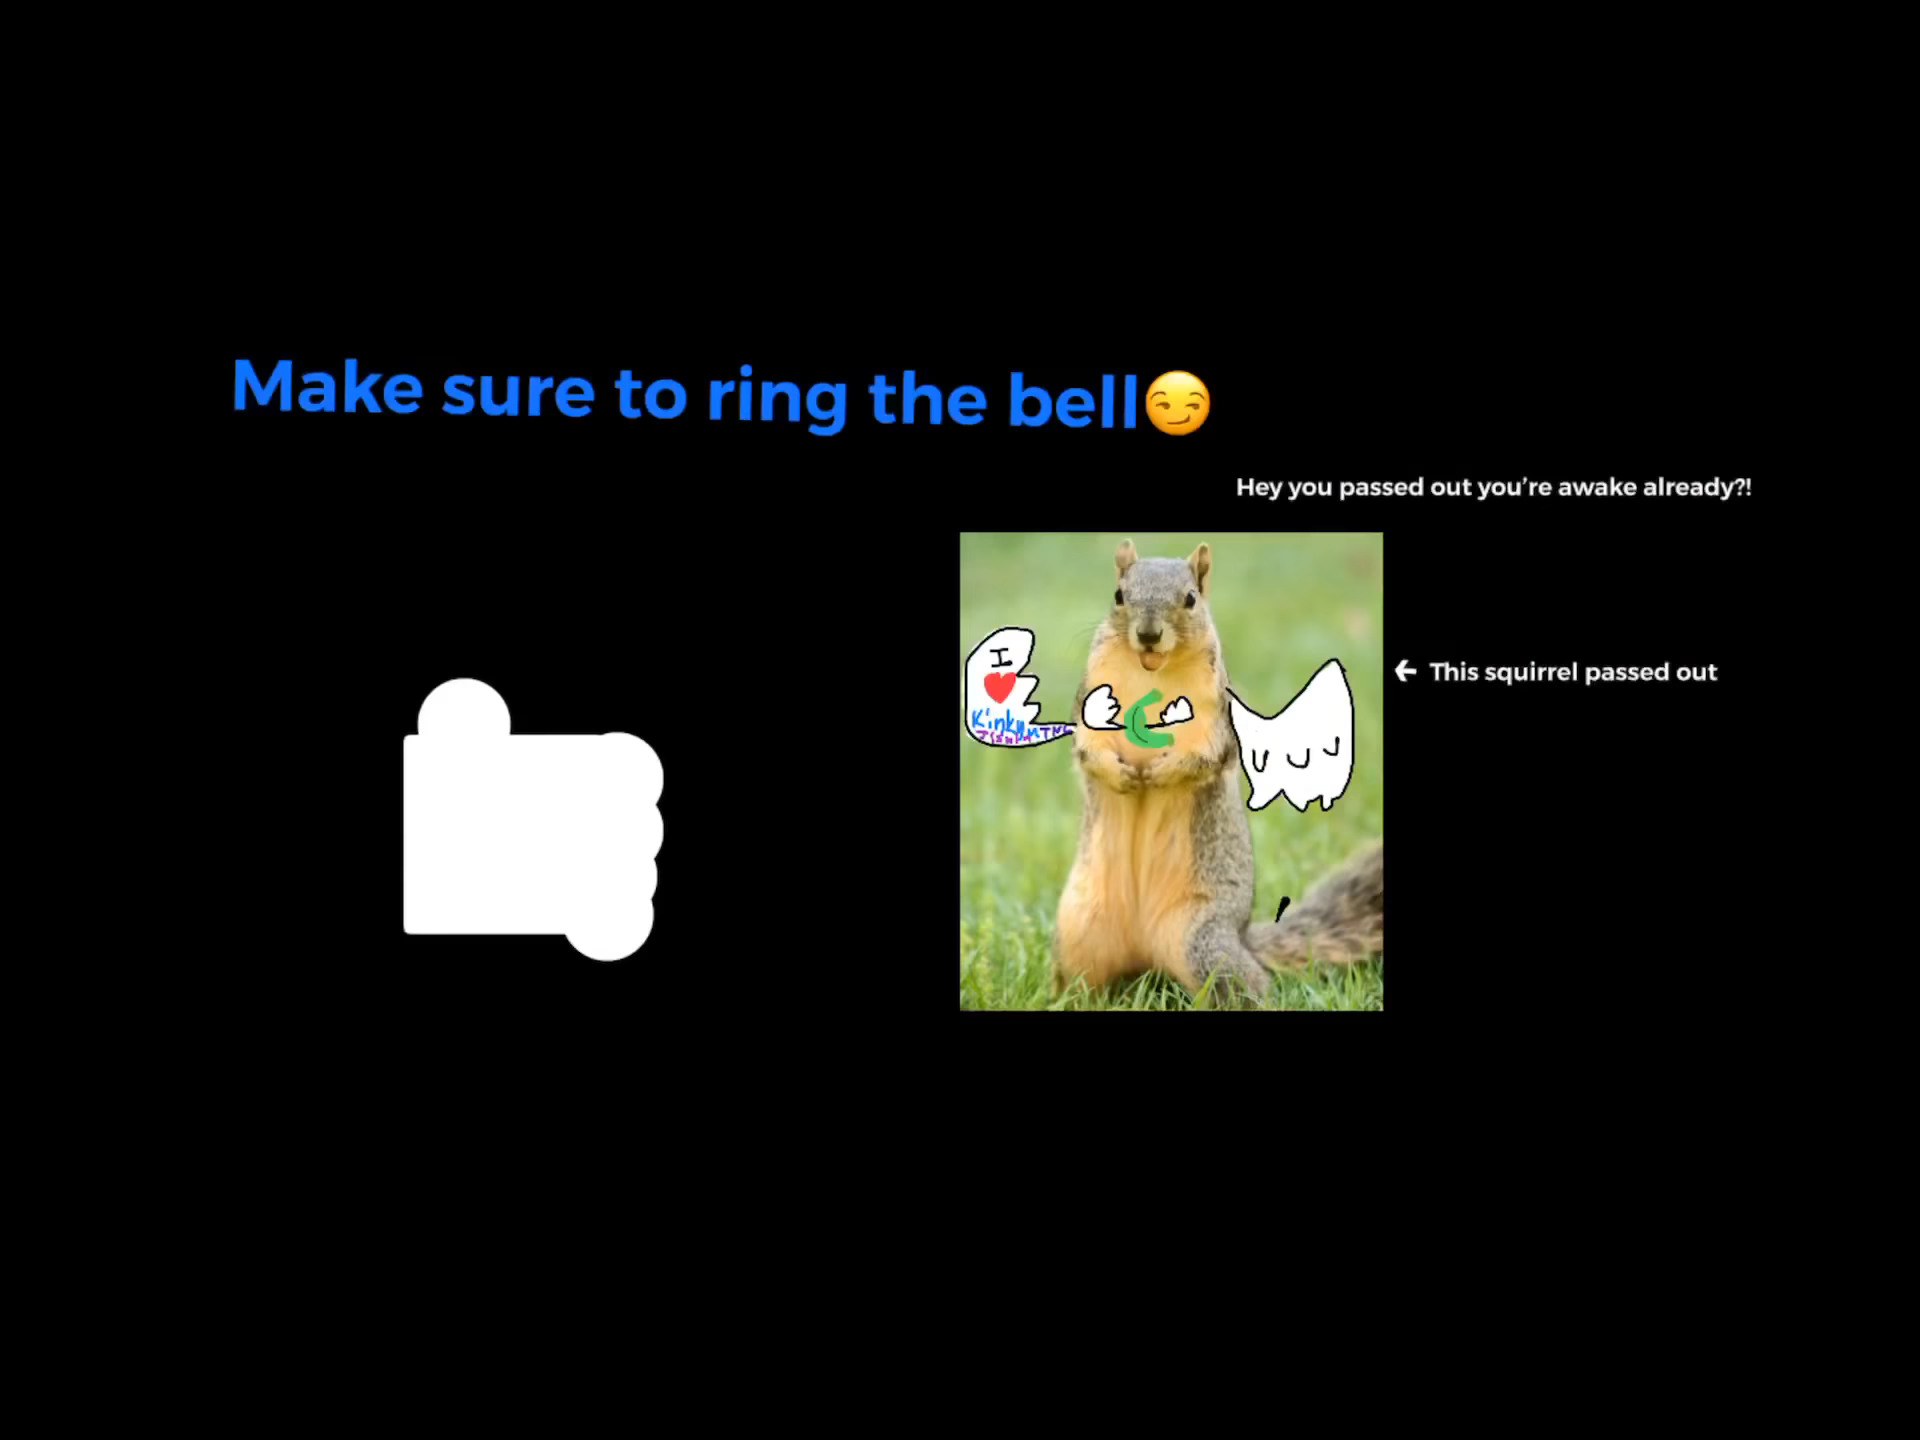 Make sure to ring the bell😏
Hey you passed out you're awake already?!
← This squirrel passed out
I
❤️
Kinky